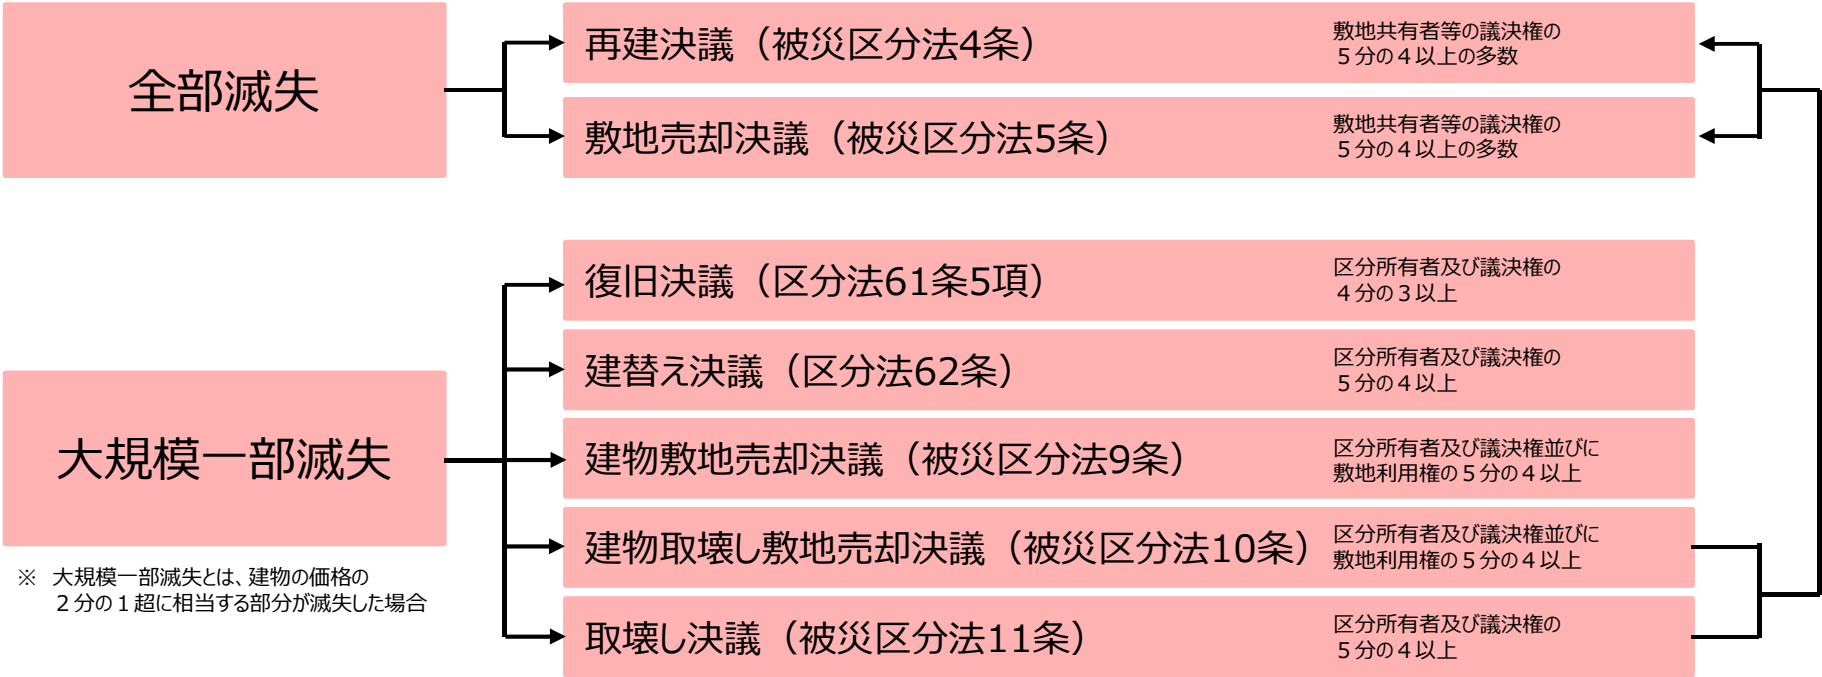 全部滅失
再建決議（被災区分法4条）
敷地共有者等の議決権の
５分の４以上の多数
敷地売却決議（被災区分法5条）
敷地共有者等の議決権の
５分の４以上の多数
大規模一部滅失
※　大規模一部滅失とは、建物の価格の
２分の１超に相当する部分が滅失した場合
復旧決議（区分法61条5項）
区分所有者及び議決権の
４分の３以上
建替え決議（区分法62条）
区分所有者及び議決権の
５分の４以上
建物敷地売却決議（被災区分法9条）
区分所有者及び議決権並びに
敷地利用権の５分の４以上
建物取壊し敷地売却決議（被災区分法10条）
区分所有者及び議決権並びに
敷地利用権の５分の４以上
取壊し決議（被災区分法11条）
区分所有者及び議決権の
５分の４以上